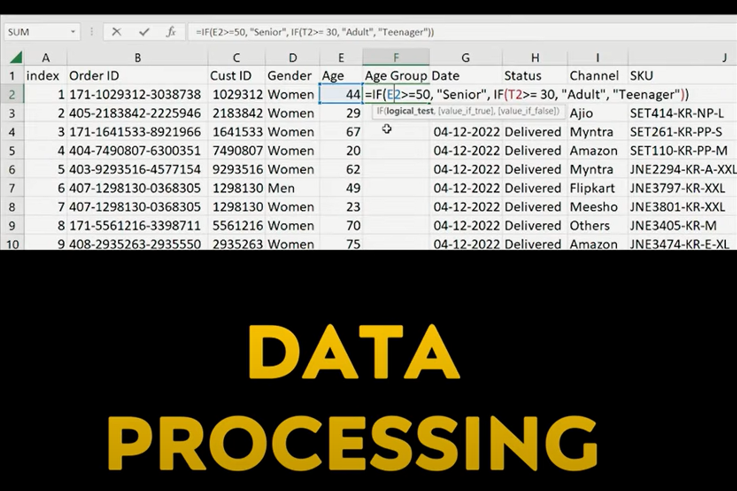 SUM =IF(E2>=50, "Senior", IF(T2>= 30, "Adult", "Teenager"))
A B C D E F G H I J
1 index Order ID Cust ID Gender Age Age Group Date Status Channel SKU
2 1 171-1029312-3038738 1029312 Women 44 =IF(E2>=50, "Senior", IF(T2>= 30, "Adult", "Teenager"))
3 2 405-2183842-2225946 2183842 Women 29 Ajio SET414-KR-NP-L
IF(logical_test, [value_if_true], [value_if_false])
4 3 171-1641533-8921966 1641533 Women 67 04-12-2022 Delivered Myntra SET261-KR-PP-S
5 4 404-7490807-6300351 7490807 Women 20 04-12-2022 Delivered Amazon SET110-KR-PP-M
6 5 403-9293516-4577154 9293516 Women 62 04-12-2022 Delivered Myntra JNE2294-KR-A-XXL
7 6 407-1298130-0368305 1298130 Men 49 04-12-2022 Delivered Flipkart JNE3797-KR-XXL
8 7 407-1298130-0368305 1298130 Women 23 04-12-2022 Delivered Meesho JNE3801-KR-XXL
9 8 171-5561216-3398711 5561216 Women 70 04-12-2022 Delivered Others JNE3405-KR-M
10 9 408-2935263-2935550 2935263 Women 75 04-12-2022 Delivered Amazon JNE3474-KR-E-XL
DATA
PROCESSING